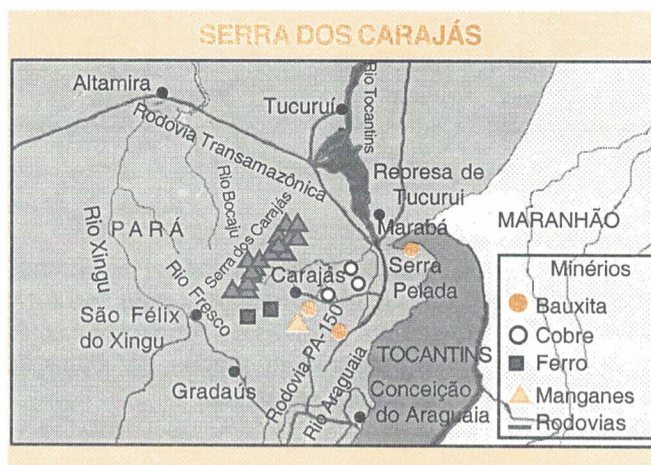 SERRA DOS CARAJÁS
Altamira
Tucuruí
Rio Tocantins
Rodovia Transamazônica
Rio Bocajú
Represa de
Tucurui
Marabá
MARANHÃO
PARÁ
Rio Xingu
Serra dos Carajás
Rio Fresco
Carajás
Serra
Pelada
São Félix
do Xingu
Rodovia PA-150
TOCANTINS
Gradaús
Rio Araguaia
Conceição
do Araguaia
Minérios
Bauxita
Cobre
Ferro
Manganes
Rodovias